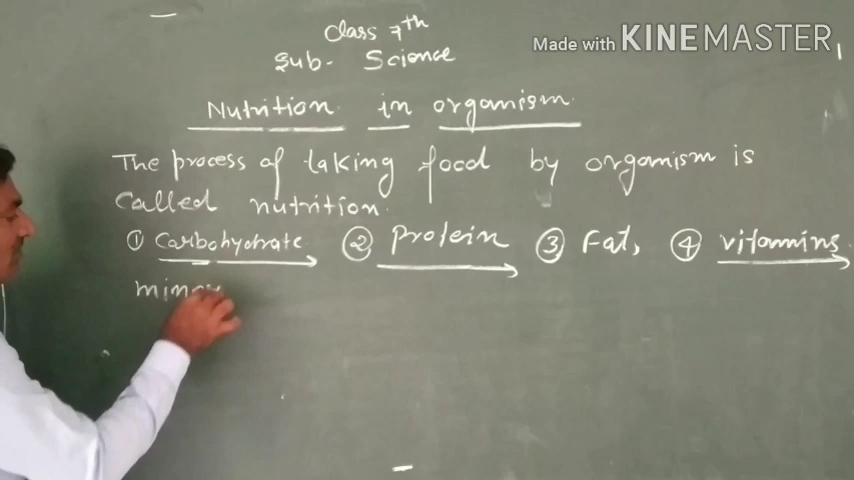 Class 7th
Made with KINEMASTER
Sub- Science
Nutrition in organism
The process of taking food by organism is
called nutrition.
① Carbohydrate ② Protein ③ Fat, ④ vitamins